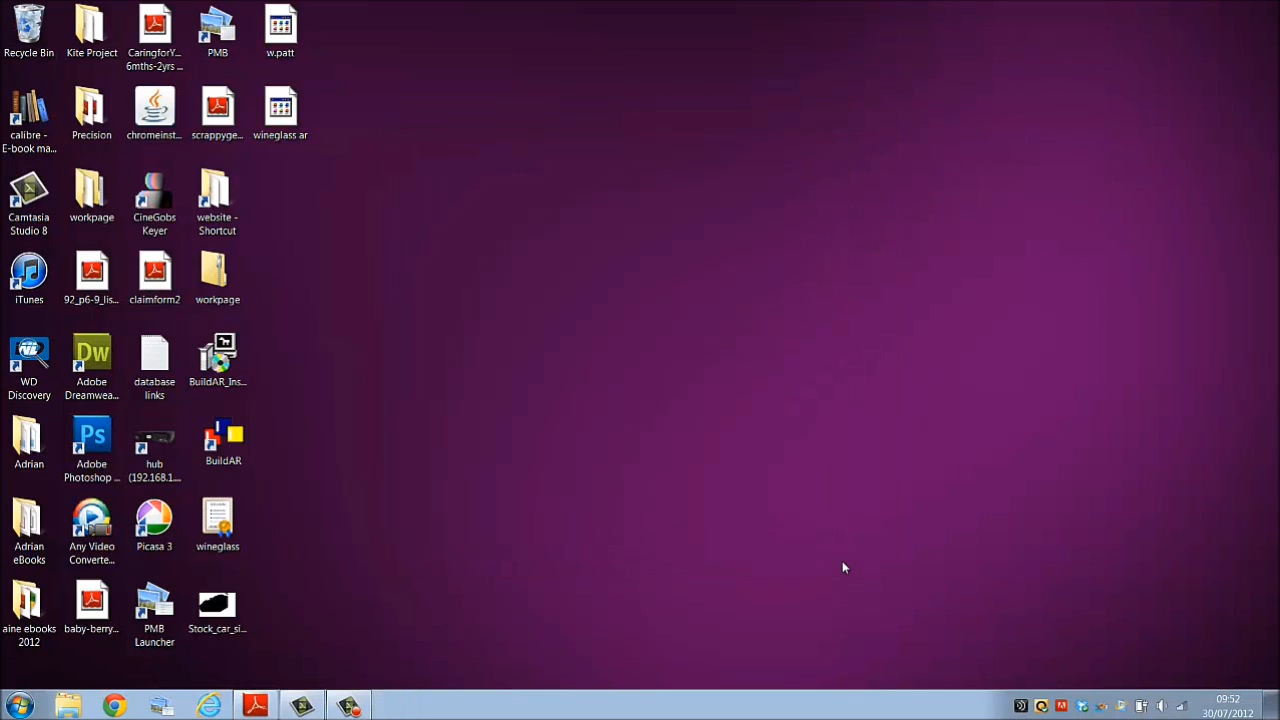 Recycle Bin
Kite Project
CaringforY...
6mths-2yrs ...
PMB
w.patt
calibre -
E-book ma...
Precision
chromeinst...
scrappyge...
wineglass ar
Camtasia
Studio 8
workpage
CineGobs
Keyer
website -
Shortcut
iTunes
92_p6-9_lis...
claimform2
workpage
WD
Discovery
Dw
Adobe
Dreamwea...
database
links
BuildAR_Ins...
Adrian
Ps
Adobe
Photoshop ...
hub
(192.168.1....
BuildAR
Adrian
eBooks
Any Video
Converte...
Picasa 3
wineglass
aine ebooks
2012
baby-berry...
PMB
Launcher
Stock_car_si...
09:52
30/07/2012